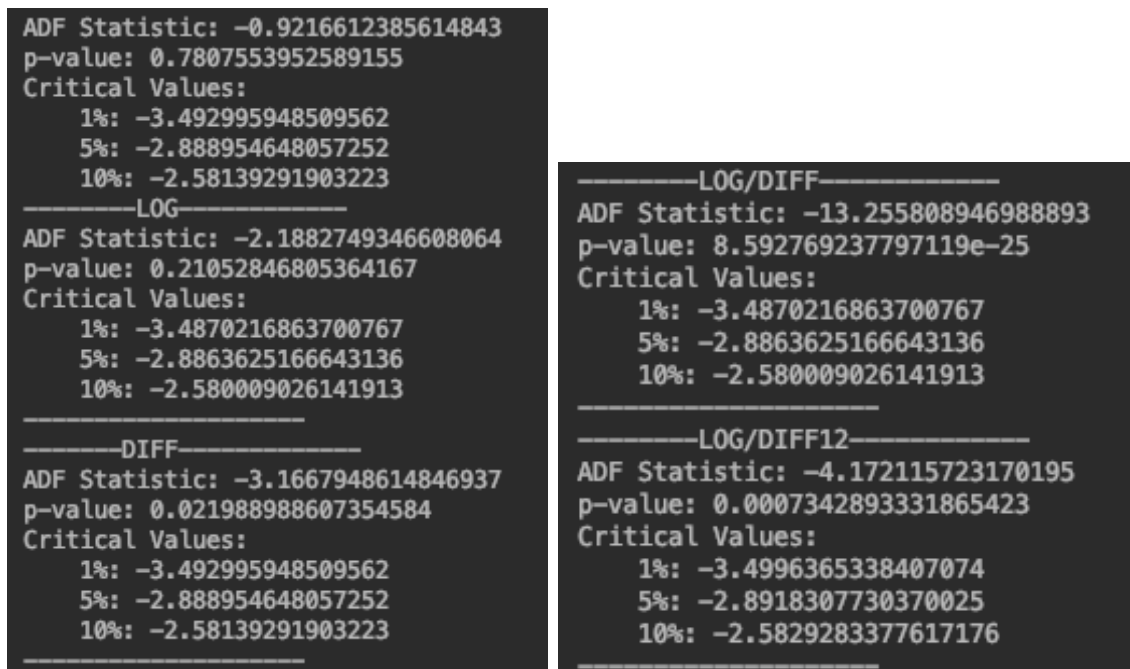 ADF Statistic: -0.9216612385614843
p-value: 0.7807553952589155
Critical Values:
    1%: -3.492995948509562
    5%: -2.888954648057252
    10%: -2.58139291903223
————————LOG————————————
ADF Statistic: -2.1882749346608064
p-value: 0.21052846805364167
Critical Values:
    1%: -3.4870216863700767
    5%: -2.8863625166643136
    10%: -2.580009026141913
————————————————————
———————DIFF—————————————
ADF Statistic: -3.1667948614846937
p-value: 0.021988988607354584
Critical Values:
    1%: -3.492995948509562
    5%: -2.888954648057252
    10%: -2.58139291903223
————————————————————
————————LOG/DIFF————————————
ADF Statistic: -13.255808946988893
p-value: 8.592769237797119e-25
Critical Values:
    1%: -3.4870216863700767
    5%: -2.8863625166643136
    10%: -2.580009026141913
————————————————————
————————LOG/DIFF12————————————
ADF Statistic: -4.172115723170195
p-value: 0.0007342893331865423
Critical Values:
    1%: -3.4996365338407074
    5%: -2.8918307730370025
    10%: -2.5829283377617176
————————————————————